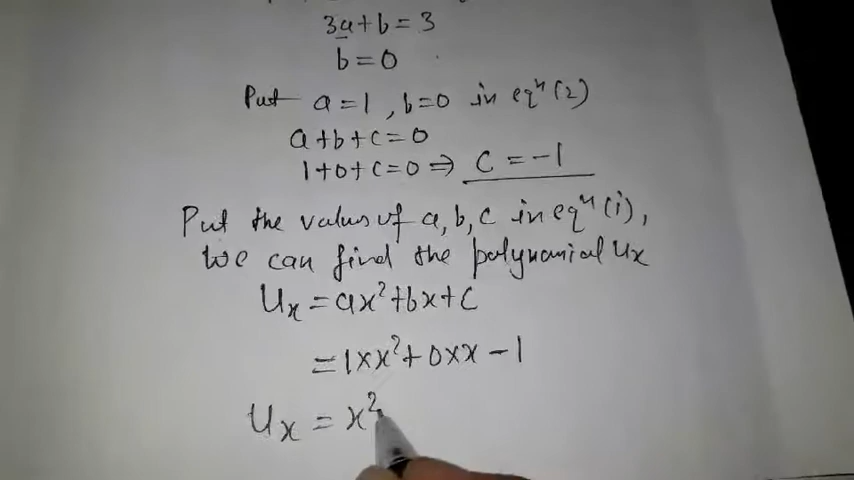 3a+b=3
b=0
Put a=1, b=0 in eqⁿ(2)
a+b+c=0
1+0+c=0 ⇒ c=-1
Put the values of a, b, c in eqⁿ(i),
We can find the polynomial Ux
Ux = ax²+bx+c
= 1×x²+0×x-1
Ux = x²